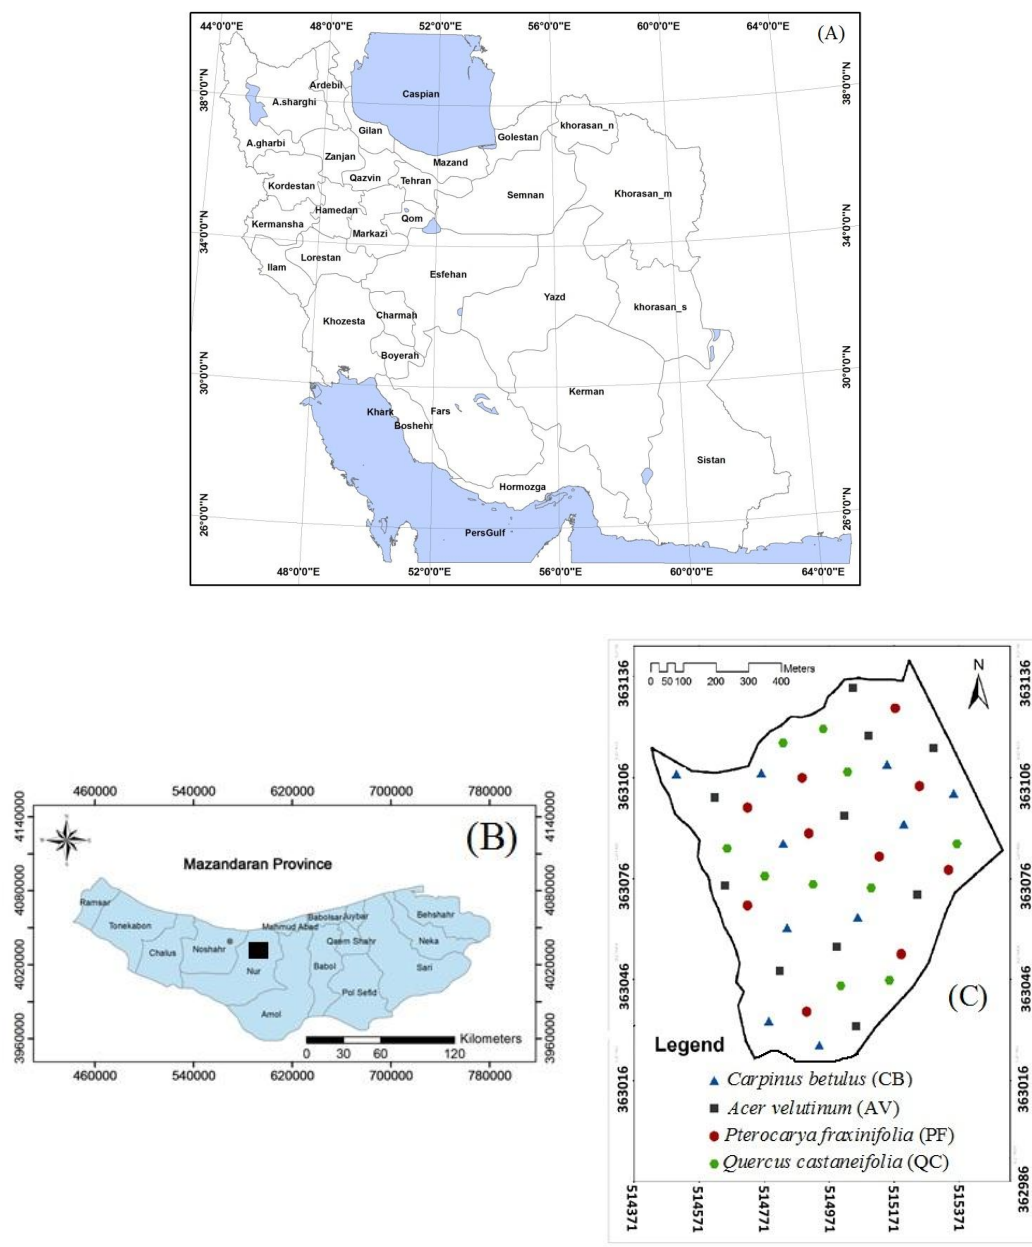 44°0'0"E 48°0'0"E 52°0'0"E 56°0'0"E 60°0'0"E 64°0'0"E
(A)
38°0'0"N
38°0'0"N
Ardebil
Caspian
A.sharghi
khorasan_n
Gilan
Golestan
A.gharbi
Zanjan
Mazand
Qazvin
Tehran
Kordestan
Semnan
Khorasan_m
Hamedan
Qom
Kermansha
Markazi
34°0'0"N
34°0'0"N
Lorestan
Ilam
Esfehan
Yazd
khorasan_s
Khozesta
Charmah
Boyerah
30°0'0"N
30°0'0"N
Kerman
Khark
Fars
Boshehr
Sistan
Hormozga
26°0'0"N
26°0'0"N
PersGulf
48°0'0"E 52°0'0"E 56°0'0"E 60°0'0"E 64°0'0"E
460000 540000 620000 700000 780000
4140000
4140000
(B)
Mazandaran Province
4080000
4080000
Ramsar
Tonekabon
Babolsar
Juybar
Behshahr
Mahmud Abad
Chalus
Noshahr
Qaem Shahr
Neka
4020000
4020000
Nur
Babol
Sari
Pol Sefid
Amol
3960000
3960000
Kilometers
0 30 60 120
460000 540000 620000 700000 780000
Meters
0 50 100 200 300 400
N
363136
363136
363106
363106
363076
363076
363046
363046
(C)
Legend
363016
363016
Carpinus betulus (CB)
Acer velutinum (AV)
Pterocarya fraxinifolia (PF)
Quercus castaneifolia (QC)
362986
514371 514571 514771 514971 515171 515371